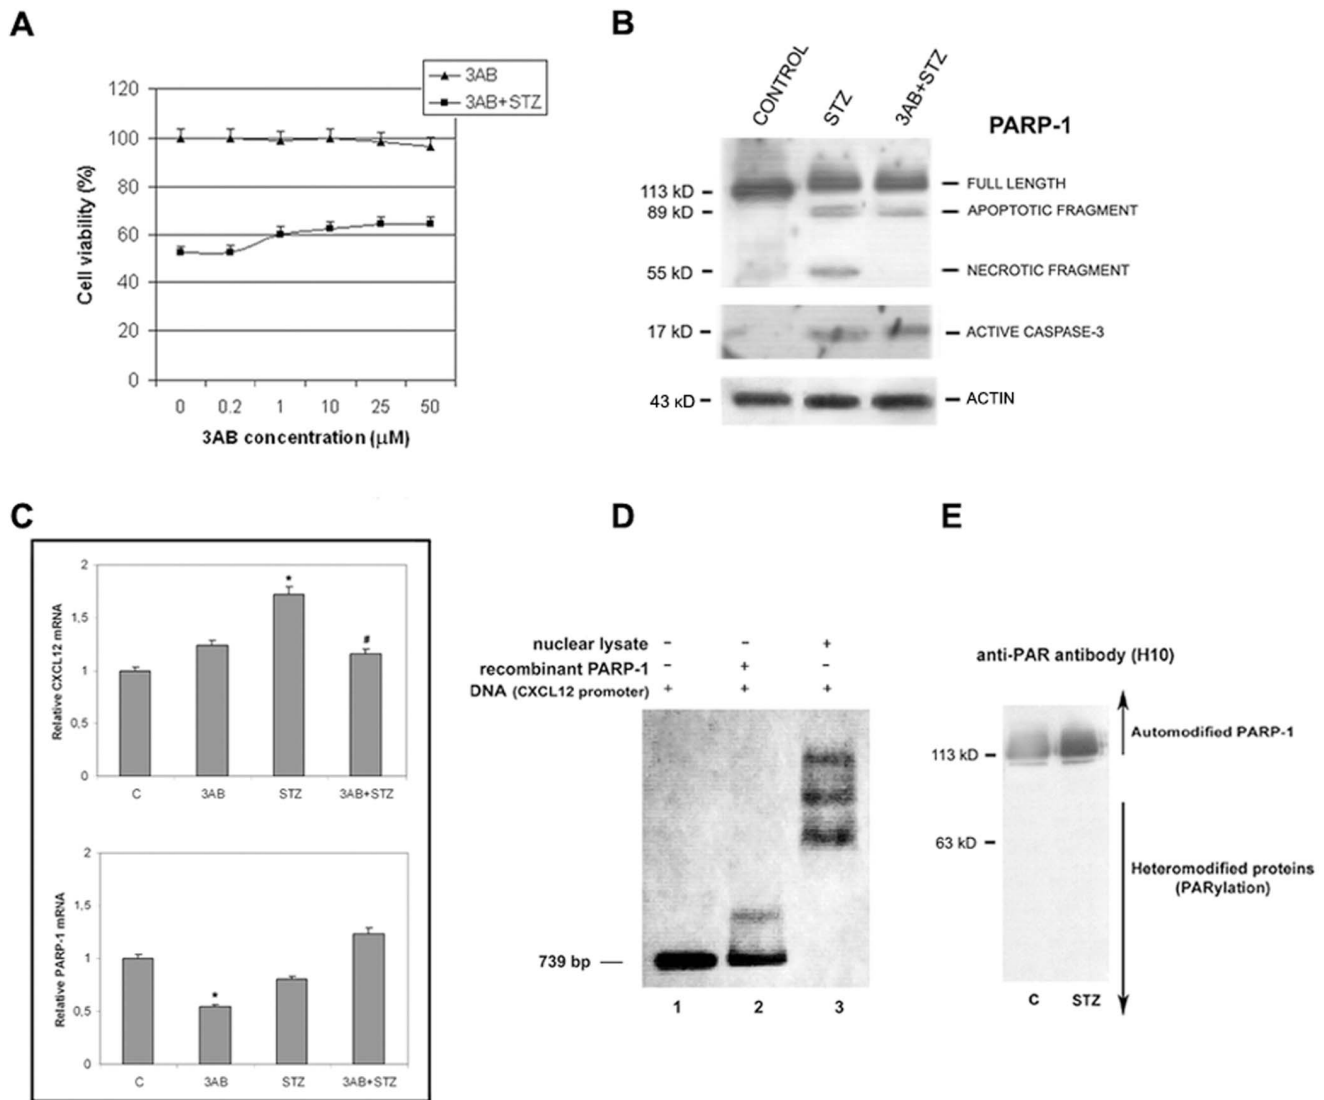 A
120
100
80
60
40
20
0
Cell viability (%)
0 0.2 1 10 25 50
3AB concentration (µM)
3AB
3AB+STZ
B
CONTROL STZ 3AB+STZ
PARP-1
113 kD FULL LENGTH
89 kD APOPTOTIC FRAGMENT
55 kD NECROTIC FRAGMENT
17 kD ACTIVE CASPASE-3
43 кD ACTIN
C
Relative CXCL12 mRNA
2
1,5
1
0,5
0
*
#
C 3AB STZ 3AB+STZ
Relative PARP-1 mRNA
2
1,5
1
0,5
0
*
C 3AB STZ 3AB+STZ
D
nuclear lysate – – +
recombinant PARP-1 – + –
DNA (CXCL12 promoter) + + +
739 bp
1 2 3
E
anti-PAR antibody (H10)
Automodified PARP-1
113 kD
63 kD
Heteromodified proteins
(PARylation)
C STZ